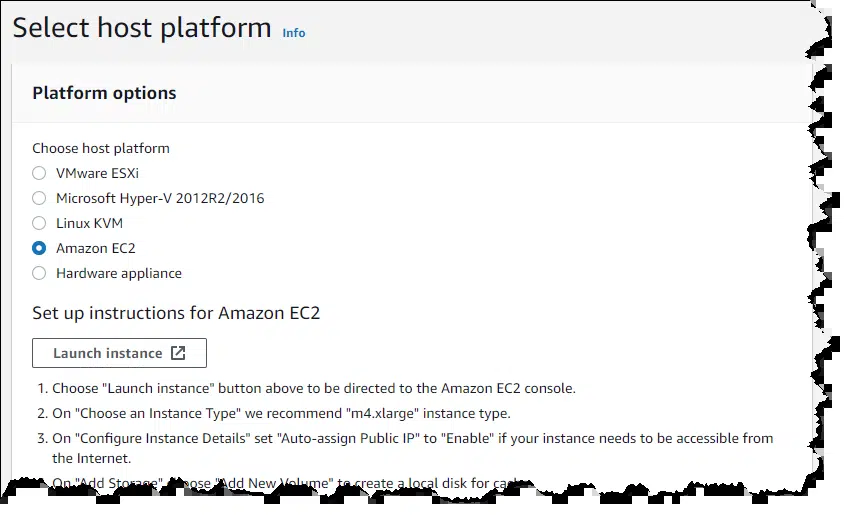 Select host platform Info
Platform options
Choose host platform
VMware ESXi
Microsoft Hyper-V 2012R2/2016
Linux KVM
Amazon EC2
Hardware appliance
Set up instructions for Amazon EC2
Launch instance
1. Choose "Launch instance" button above to be directed to the Amazon EC2 console.
2. On "Choose an Instance Type" we recommend "m4.xlarge" instance type.
3. On "Configure Instance Details" set "Auto-assign Public IP" to "Enable" if your instance needs to be accessible from
the Internet.
On "Add Storage" choose "Add New Volume" to create a local disk for